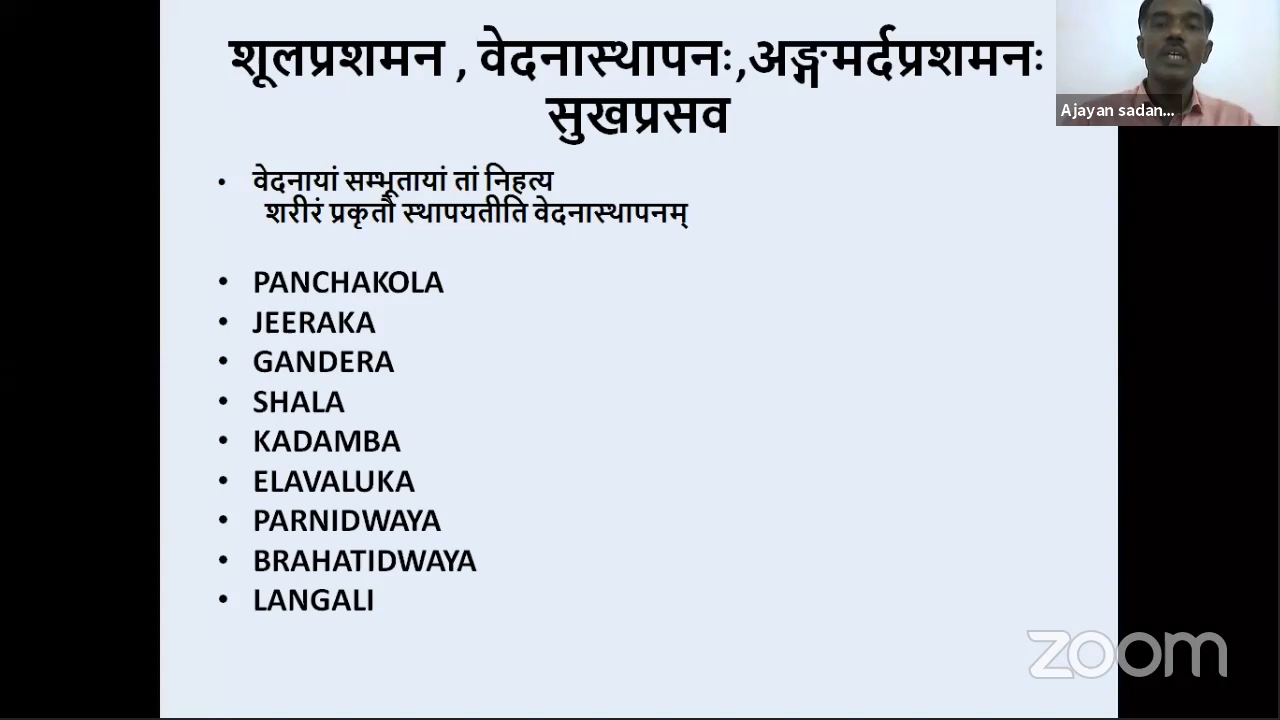 शूलप्रशमन , वेदनास्थापनः,अङ्गमर्दप्रशमनः
सुखप्रसव
Ajayan sadan...
• वेदनायां सम्भूतायां तां निहत्य
शरीरं प्रकृतौ स्थापयतीति वेदनास्थापनम्
• PANCHAKOLA
• JEERAKA
• GANDERA
• SHALA
• KADAMBA
• ELAVALUKA
• PARNIDWAYA
• BRAHATIDWAYA
• LANGALI
zoom